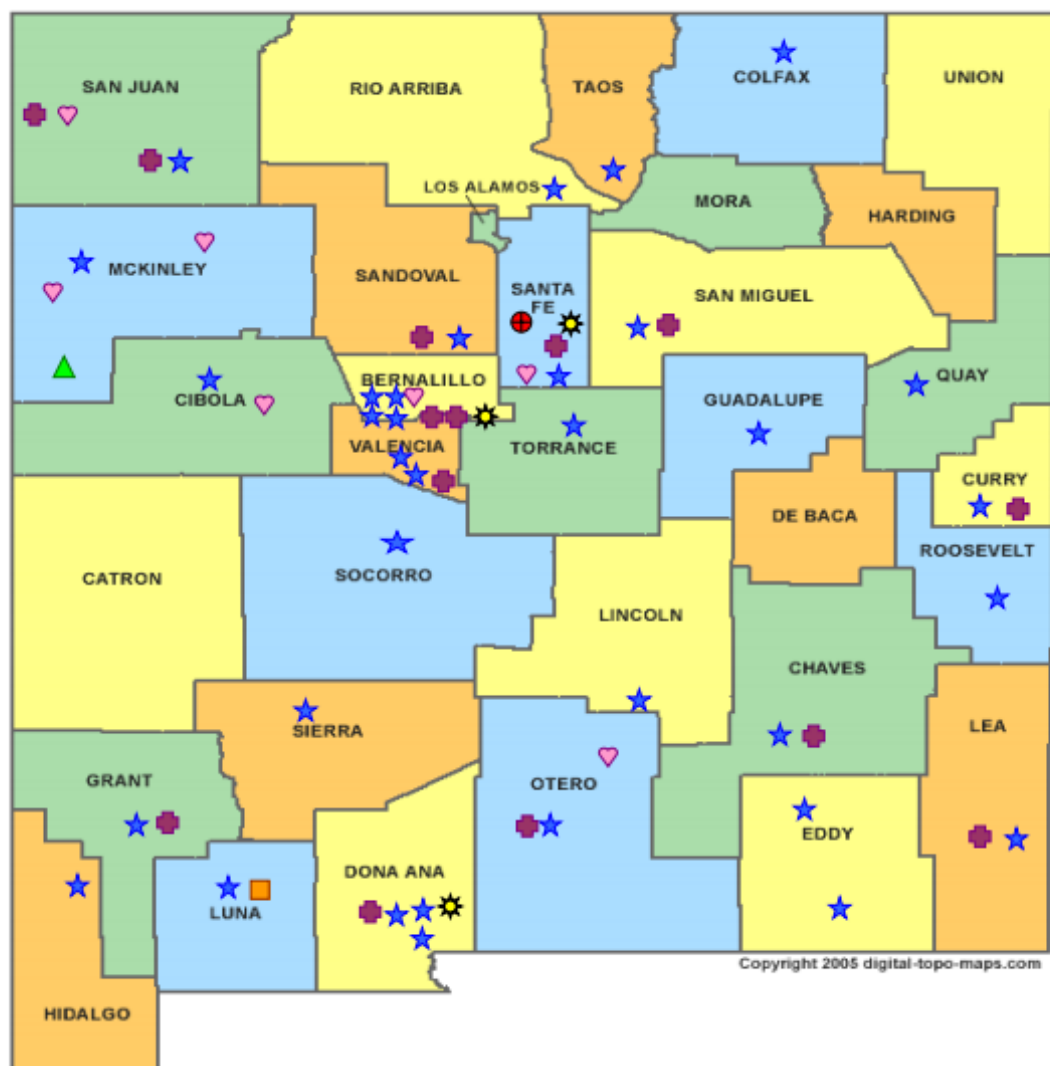 SAN JUAN
RIO ARRIBA
TAOS
COLFAX
UNION
LOS ALAMOS
MORA
HARDING
MCKINLEY
SANDOVAL
SANTA
FE
SAN MIGUEL
CIBOLA
BERNALILLO
GUADALUPE
QUAY
VALENCIA
TORRANCE
CURRY
DE BACA
ROOSEVELT
CATRON
SOCORRO
LINCOLN
CHAVES
SIERRA
LEA
GRANT
OTERO
EDDY
DONA ANA
LUNA
Copyright 2005 digital-topo-maps.com
HIDALGO